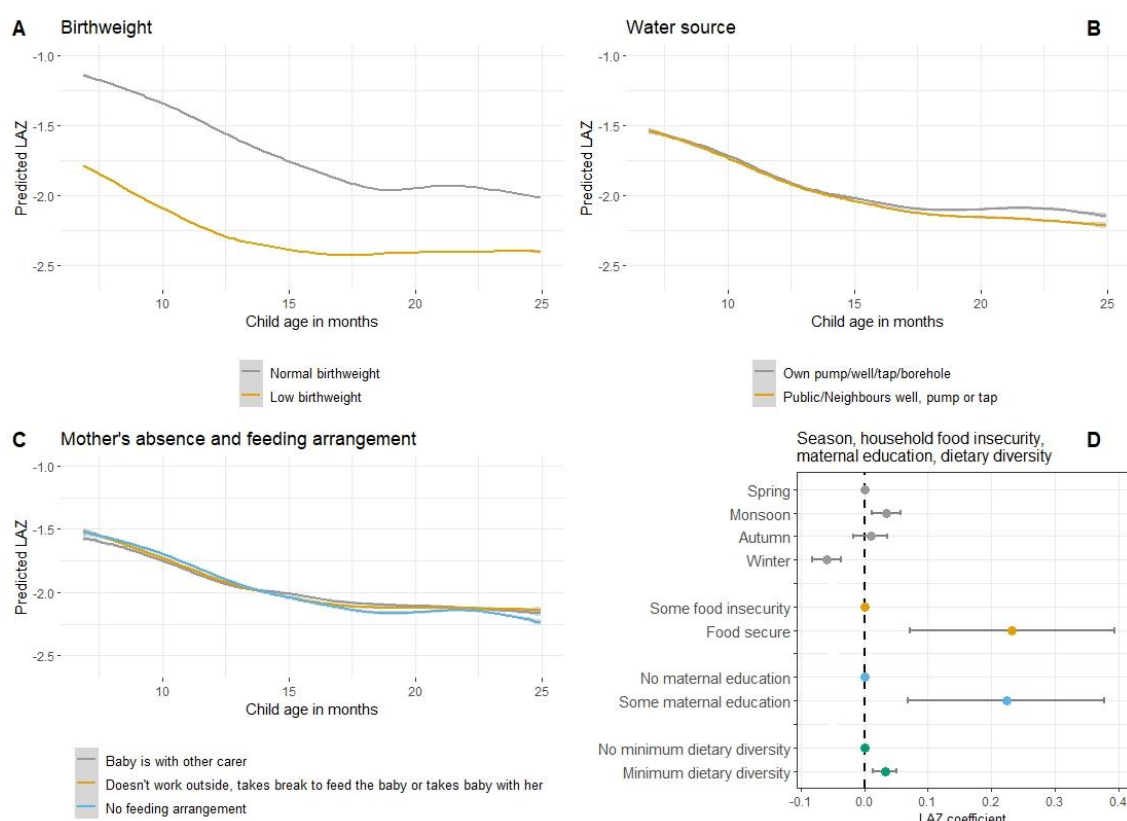 A Birthweight
-1.0
-1.5
-2.0
-2.5
Predicted LAZ
10 15 20 25
Child age in months
Normal birthweight
Low birthweight
Water source B
-1.0
-1.5
-2.0
-2.5
Predicted LAZ
10 15 20 25
Child age in months
Own pump/well/tap/borehole
Public/Neighbours well, pump or tap
C Mother's absence and feeding arrangement
-1.0
-1.5
-2.0
-2.5
Predicted LAZ
10 15 20 25
Child age in months
Baby is with other carer
Doesn't work outside, takes break to feed the baby or takes baby with her
No feeding arrangement
Season, household food insecurity, D
maternal education, dietary diversity
Spring
Monsoon
Autumn
Winter
Some food insecurity
Food secure
No maternal education
Some maternal education
No minimum dietary diversity
Minimum dietary diversity
-0.1 0.0 0.1 0.2 0.3 0.4
LAZ coefficient